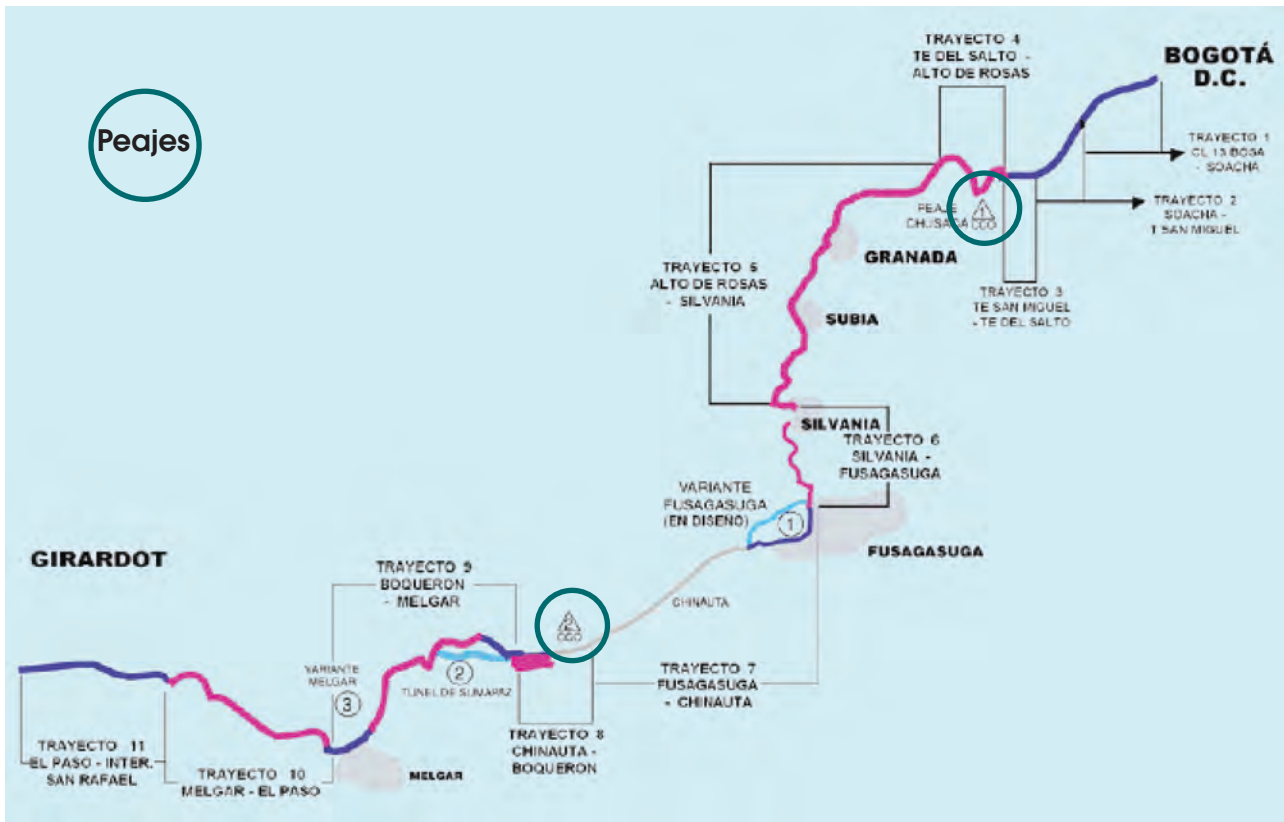 Peajes
TRAYECTO 4
TE DEL SALTO -
ALTO DE ROSAS
BOGOTÁ
D.C.
TRAYECTO 1
CL 13 BOSA
- SOACHA
TRAYECTO 2
SOACHA -
T SAN MIGUEL
PEAJE
CHUSACA
1
CGO
GRANADA
TRAYECTO 3
TE SAN MIGUEL
- TE DEL SALTO
TRAYECTO 5
ALTO DE ROSAS
- SILVANIA
SUBIA
SILVANIA
TRAYECTO 6
SILVANIA -
FUSAGASUGA
VARIANTE
FUSAGASUGA
(EN DISEÑO)
1
FUSAGASUGA
GIRARDOT
TRAYECTO 9
BOQUERON
- MELGAR
2
CGO
CHINAUTA
VARIANTE
MELGAR
3
2
TUNEL DE SUMAPAZ
TRAYECTO 7
FUSAGASUGA
- CHINAUTA
TRAYECTO 8
CHINAUTA -
BOQUERON
TRAYECTO 11
EL PASO - INTER.
SAN RAFAEL
TRAYECTO 10
MELGAR - EL PASO
MELGAR